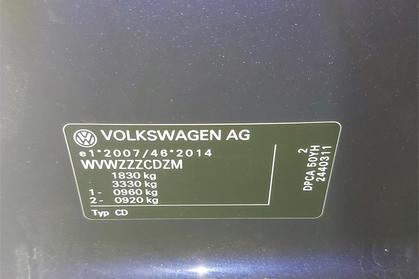 VOLKSWAGEN AG
e1*2007/46*2014
WVWZZZCDZM
1830 kg
3330 kg
1- 0960 kg
2- 0920 kg
Typ CD
2
DPCA 50YH
2440311